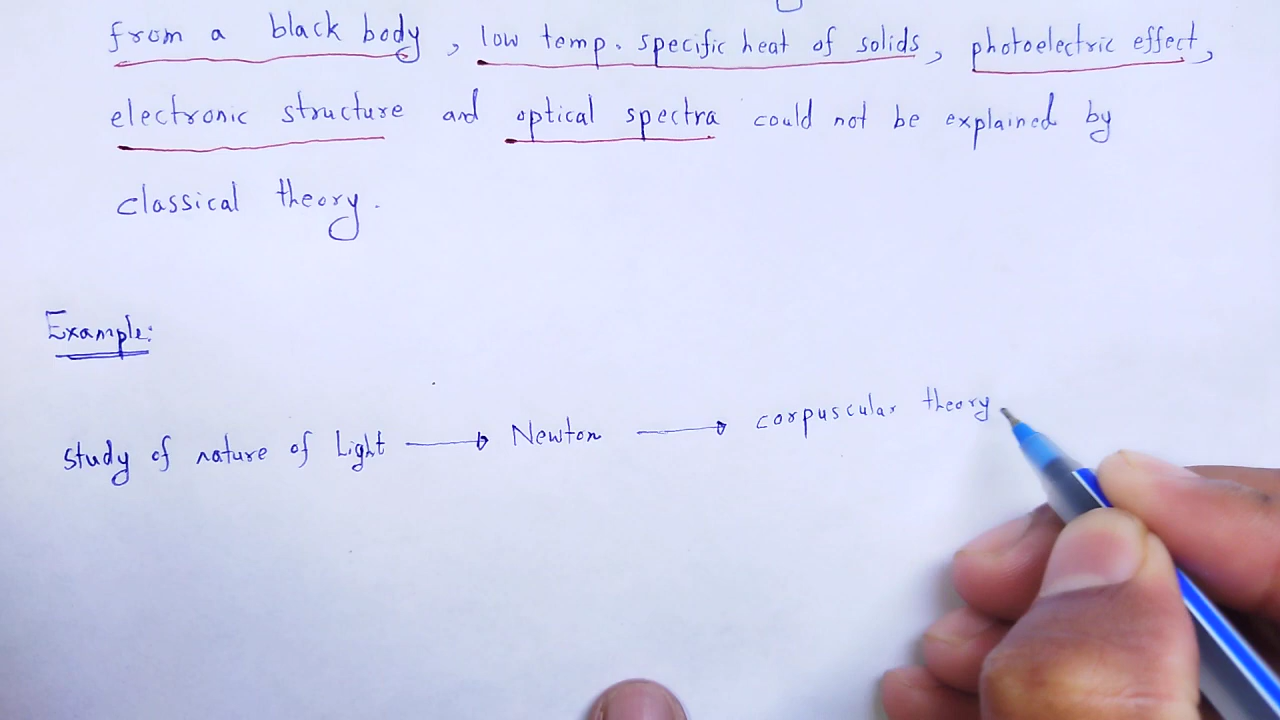 from a black body, low temp. specific heat of solids, photoelectric effect,
electronic structure and optical spectra could not be explained by
classical theory.
Example:
study of nature of Light → Newton → corpuscular theory